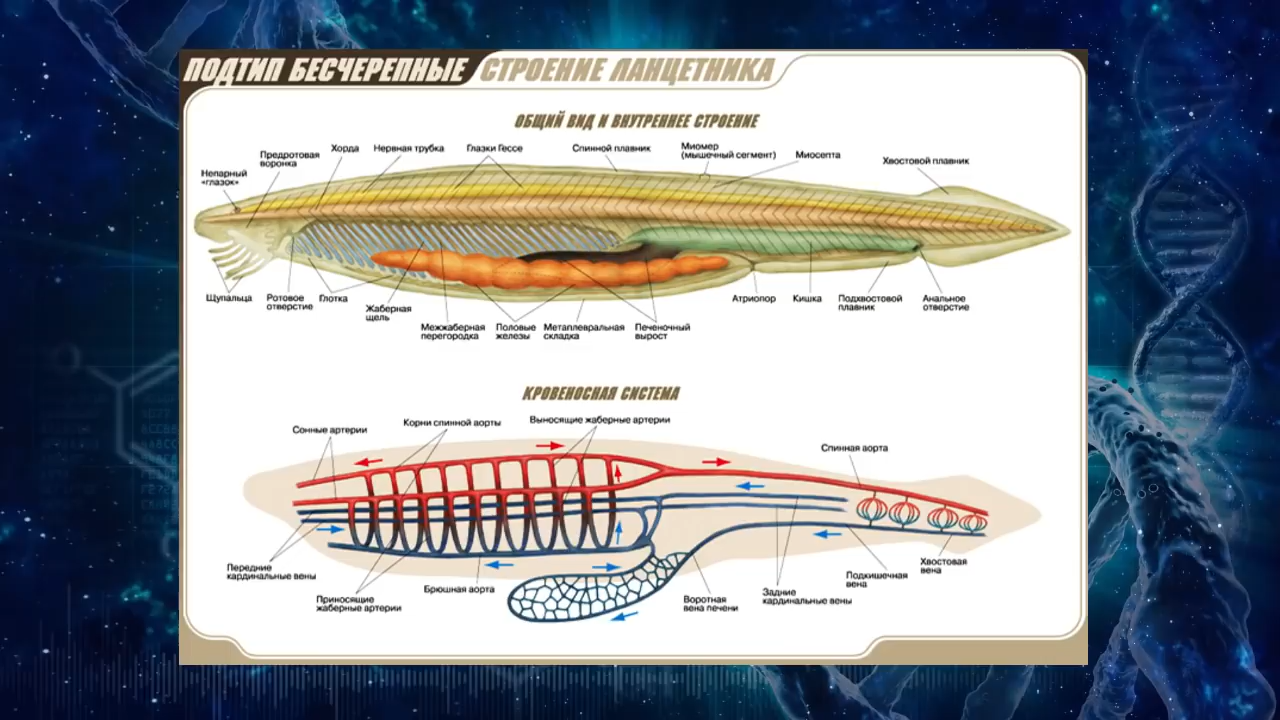 ПОДТИП БЕСЧЕРЕПНЫЕ СТРОЕНИЕ ЛАНЦЕТНИКА
ОБЩИЙ ВИД И ВНУТРЕННЕЕ СТРОЕНИЕ
Непарный
«глазок»
Предротовая
воронка
Хорда
Нервная трубка
Глазки Гессе
Спинной плавник
Миомер
(мышечный сегмент)
Миосепта
Хвостовой плавник
Щупальца
Ротовое
отверстие
Глотка
Жаберная
щель
Межжаберная
перегородка
Половые
железы
Метаплевральная
складка
Печеночный
вырост
Атриопор
Кишка
Подхвостовой
плавник
Анальное
отверстие
КРОВЕНОСНАЯ СИСТЕМА
Сонные артерии
Корни спинной аорты
Выносящие жаберные артерии
Спинная аорта
Передние
кардинальные вены
Приносящие
жаберные артерии
Брюшная аорта
Воротная
вена печени
Задние
кардинальные вены
Подкишечная
вена
Хвостовая
вена